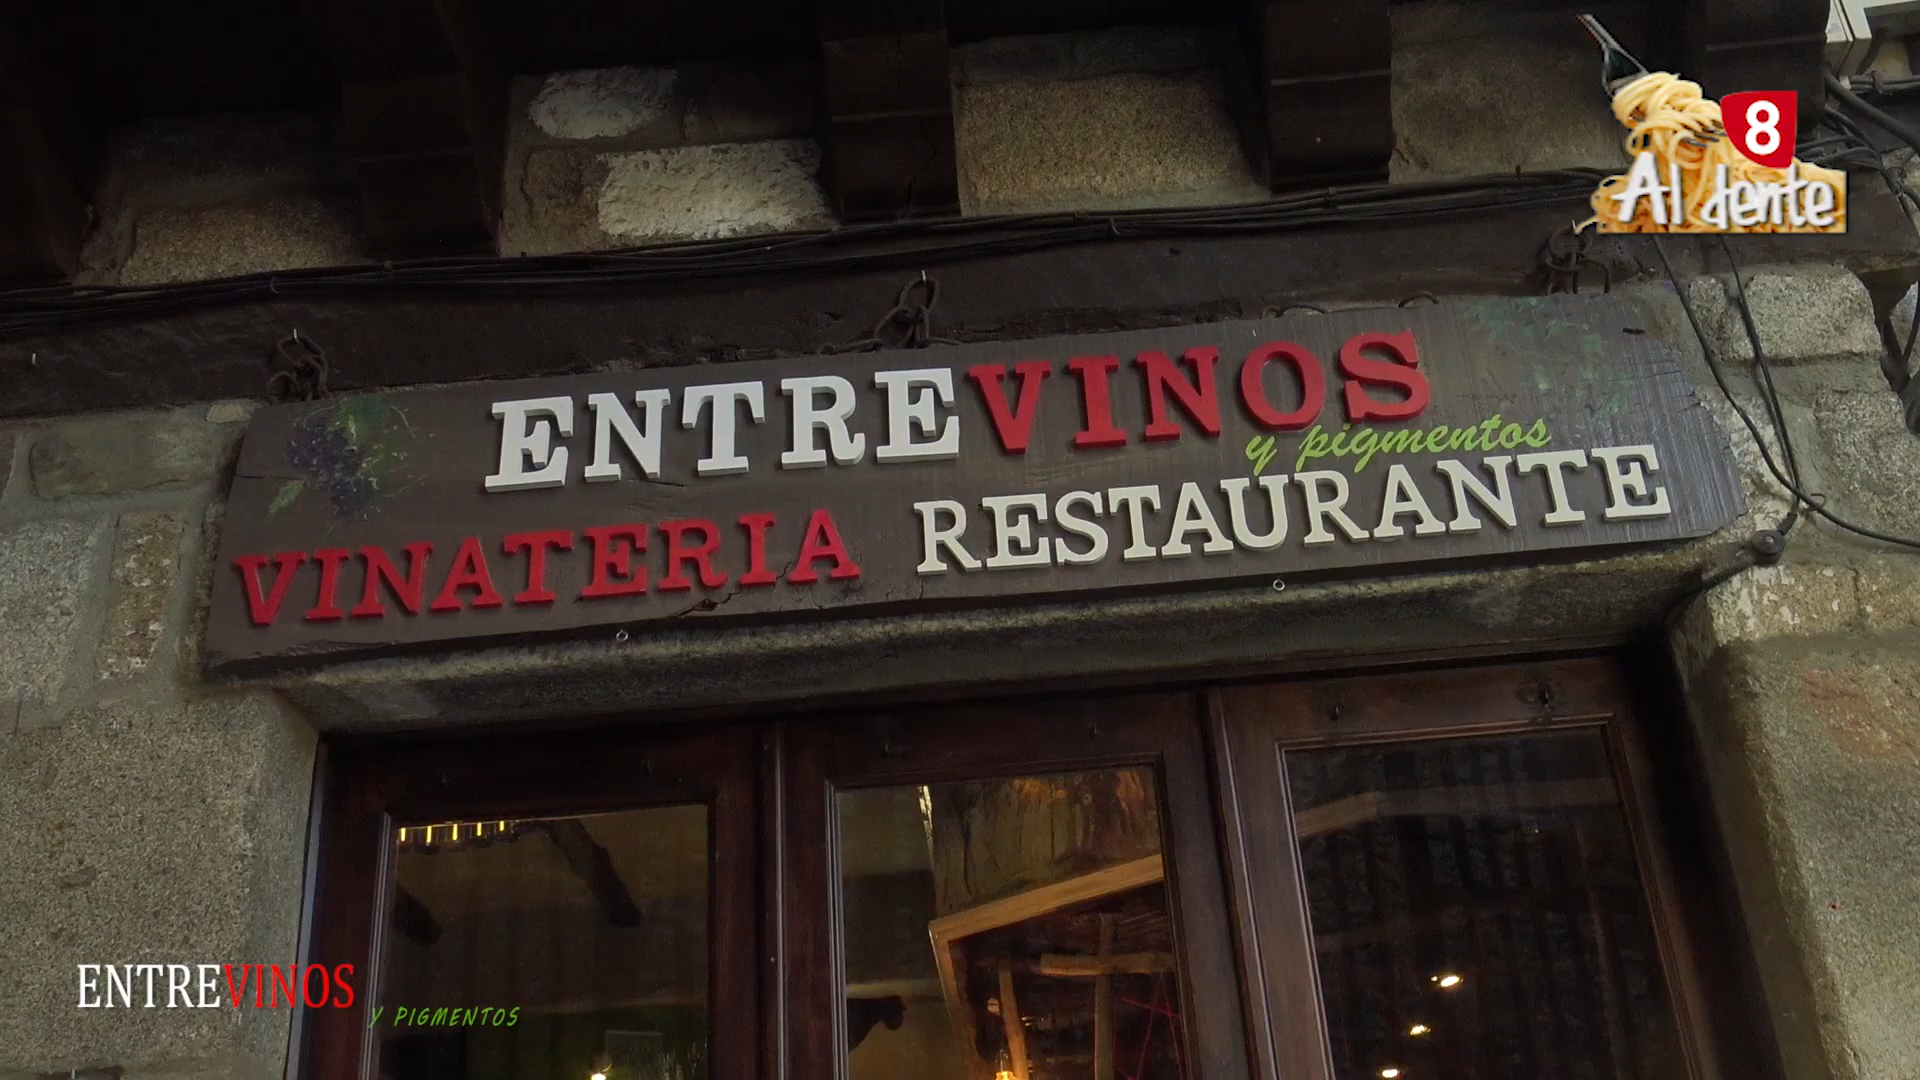 8
Al dente
ENTREVINOS
y pigmentos
VINATERIA RESTAURANTE
ENTREVINOS
Y PIGMENTOS